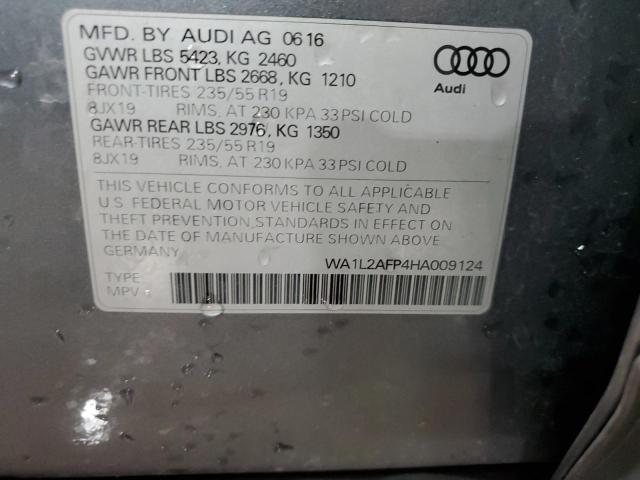 MFD. BY AUDI AG 06 16
GVWR LBS 5423, KG 2460
GAWR FRONT LBS 2668, KG 1210
FRONT-TIRES 235/55 R19
8JX19 RIMS, AT 230 KPA 33 PSI COLD
GAWR REAR LBS 2976, KG 1350
REAR-TIRES 235/55 R19
8JX19 RIMS, AT 230 KPA 33 PSI COLD
Audi
THIS VEHICLE CONFORMS TO ALL APPLICABLE
U.S. FEDERAL MOTOR VEHICLE SAFETY AND
THEFT PREVENTION STANDARDS IN EFFECT ON
THE DATE OF MANUFACTURE SHOWN ABOVE.
GERMANY
WA1L2AFP4HA009124
TYPE
MPV